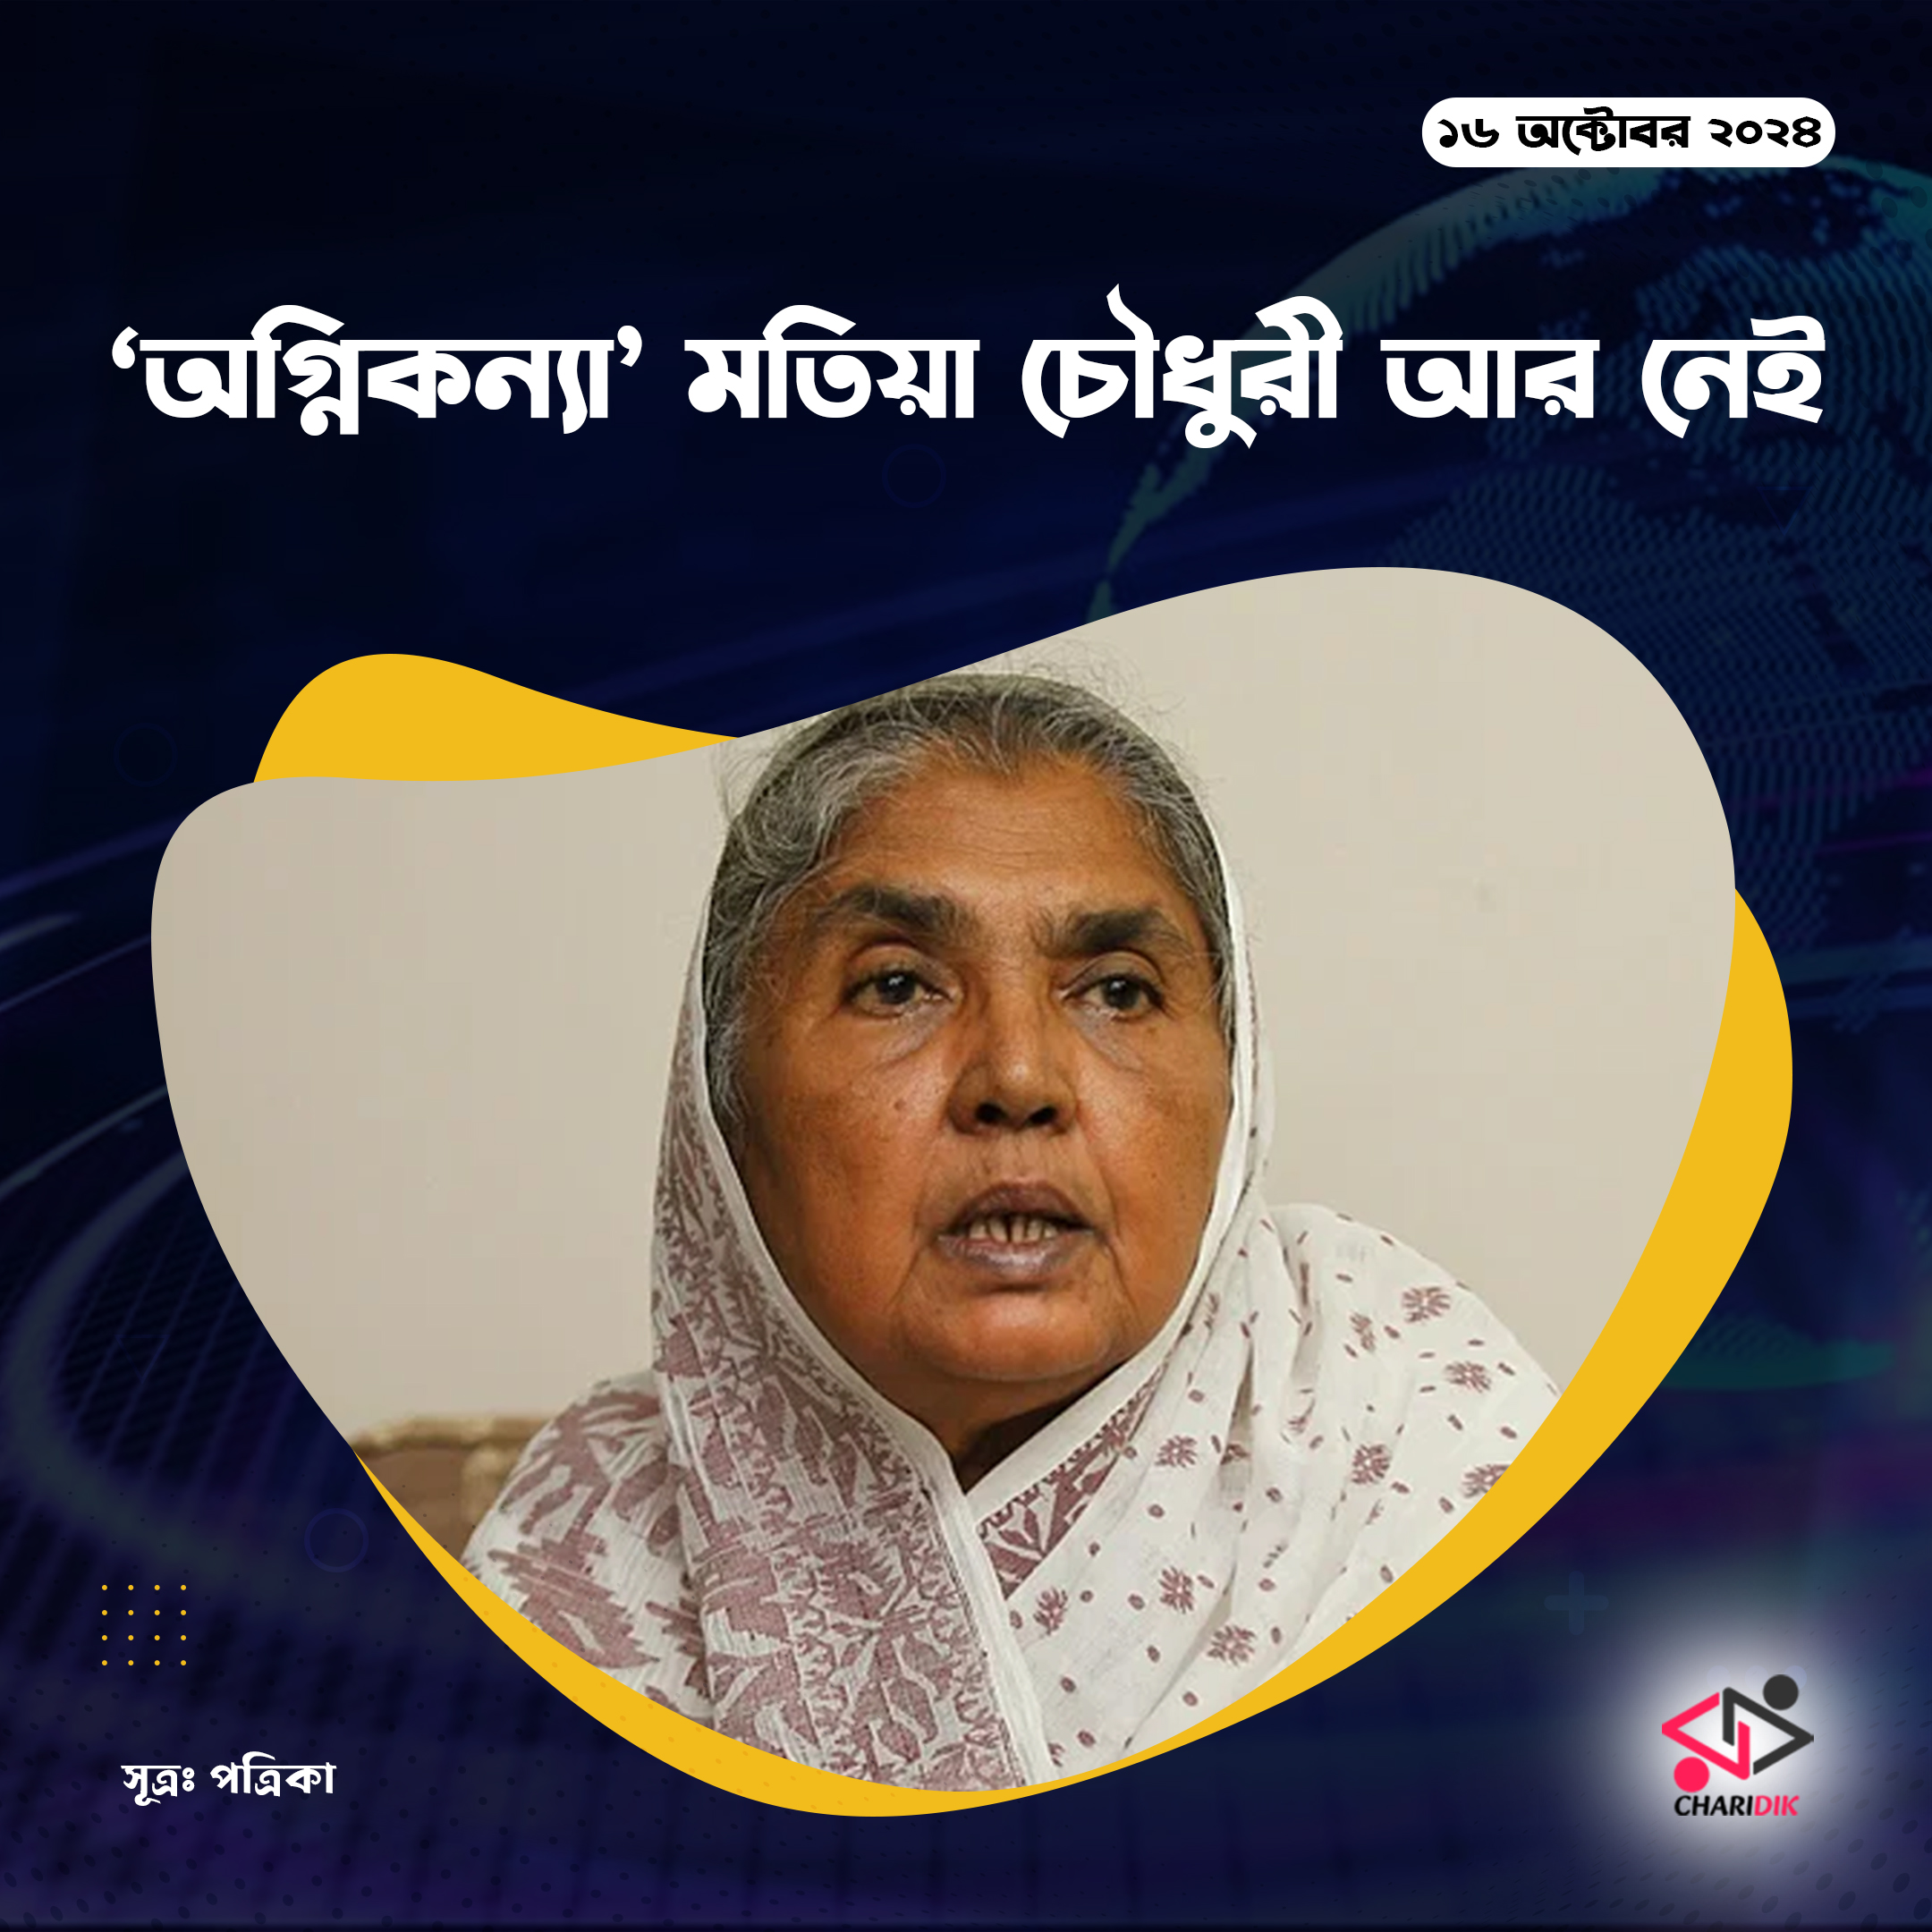 ১৬ অক্টোবর ২০২৪
‘অগ্নিকন্যা’ মতিয়া চৌধুরী আর নেই
সূত্রঃ পত্রিকা
CHARIDIK